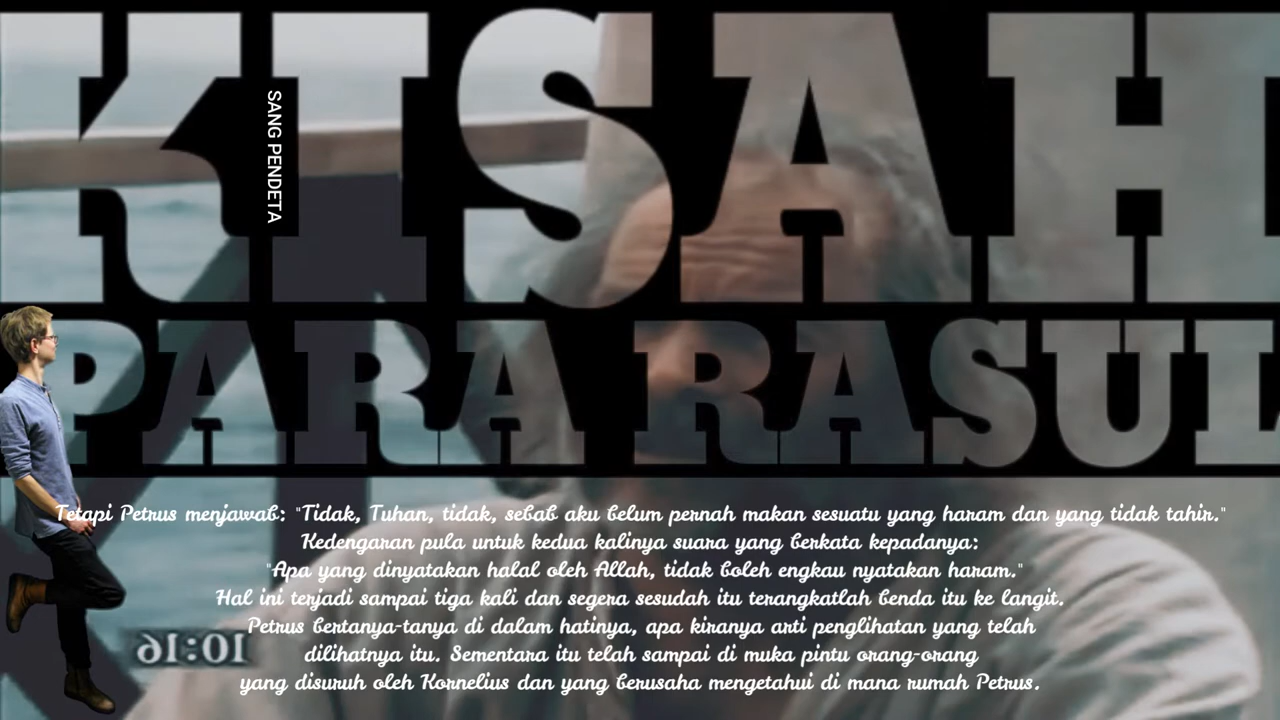 KISAH
SANG PENDETA
PARA RASUL
Tetapi Petrus menjawab: "Tidak, Tuhan, tidak, sebab aku belum pernah makan sesuatu yang haram dan yang tidak tahir."
Kedengaran pula untuk kedua kalinya suara yang berkata kepadanya:
"Apa yang dinyatakan halal oleh Allah, tidak boleh engkau nyatakan haram."
Hal ini terjadi sampai tiga kali dan segera sesudah itu terangkatlah benda itu ke langit.
Petrus bertanya-tanya di dalam hatinya, apa kiranya arti penglihatan yang telah
dilihatnya itu. Sementara itu telah sampai di muka pintu orang-orang
yang disuruh oleh Kornelius dan yang berusaha mengetahui di mana rumah Petrus.
10:16